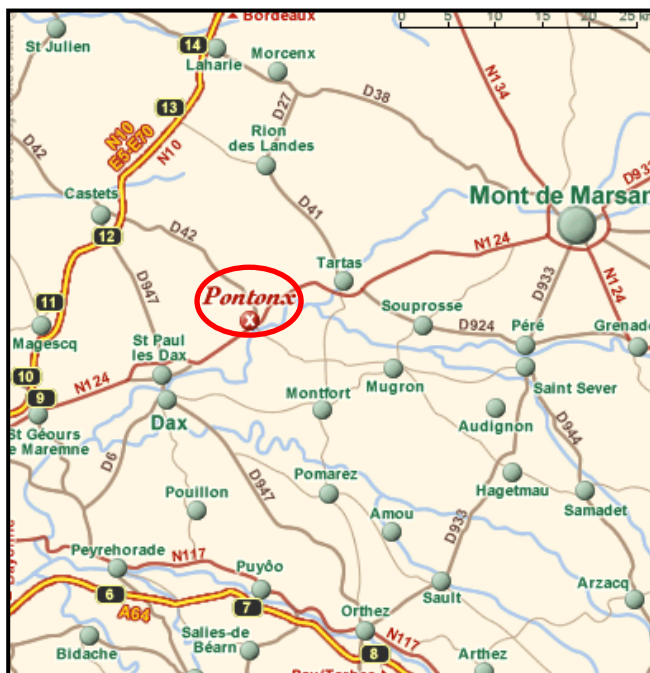 Bordeaux
0 5 10 15 20 25 km
St Julien
14
Laharie
Morcenx
N134
13
D27
D38
N10
E5-E70
N10
Rion
des Landes
D42
D932
Castets
Mont de Marsan
12
D42
D41
N124
D947
Tartas
D933
N124
11
Pontonx
X
Souprosse
Magescq
D924
Péré
Grenade
St Paul
les Dax
10
N124
Mugron
Saint Sever
9
Montfort
Dax
Audignon
St Géours
de Maremne
D944
D6
D947
Pomarez
Hagetmau
Pouillon
Samadet
Amou
D933
Peyrehorade
N117
Puyôo
Sault
Arzacq
6
A64
7
Orthez
N117
Bidache
Salies-de
Béarn
8
Arthez
Pau/Tarbes